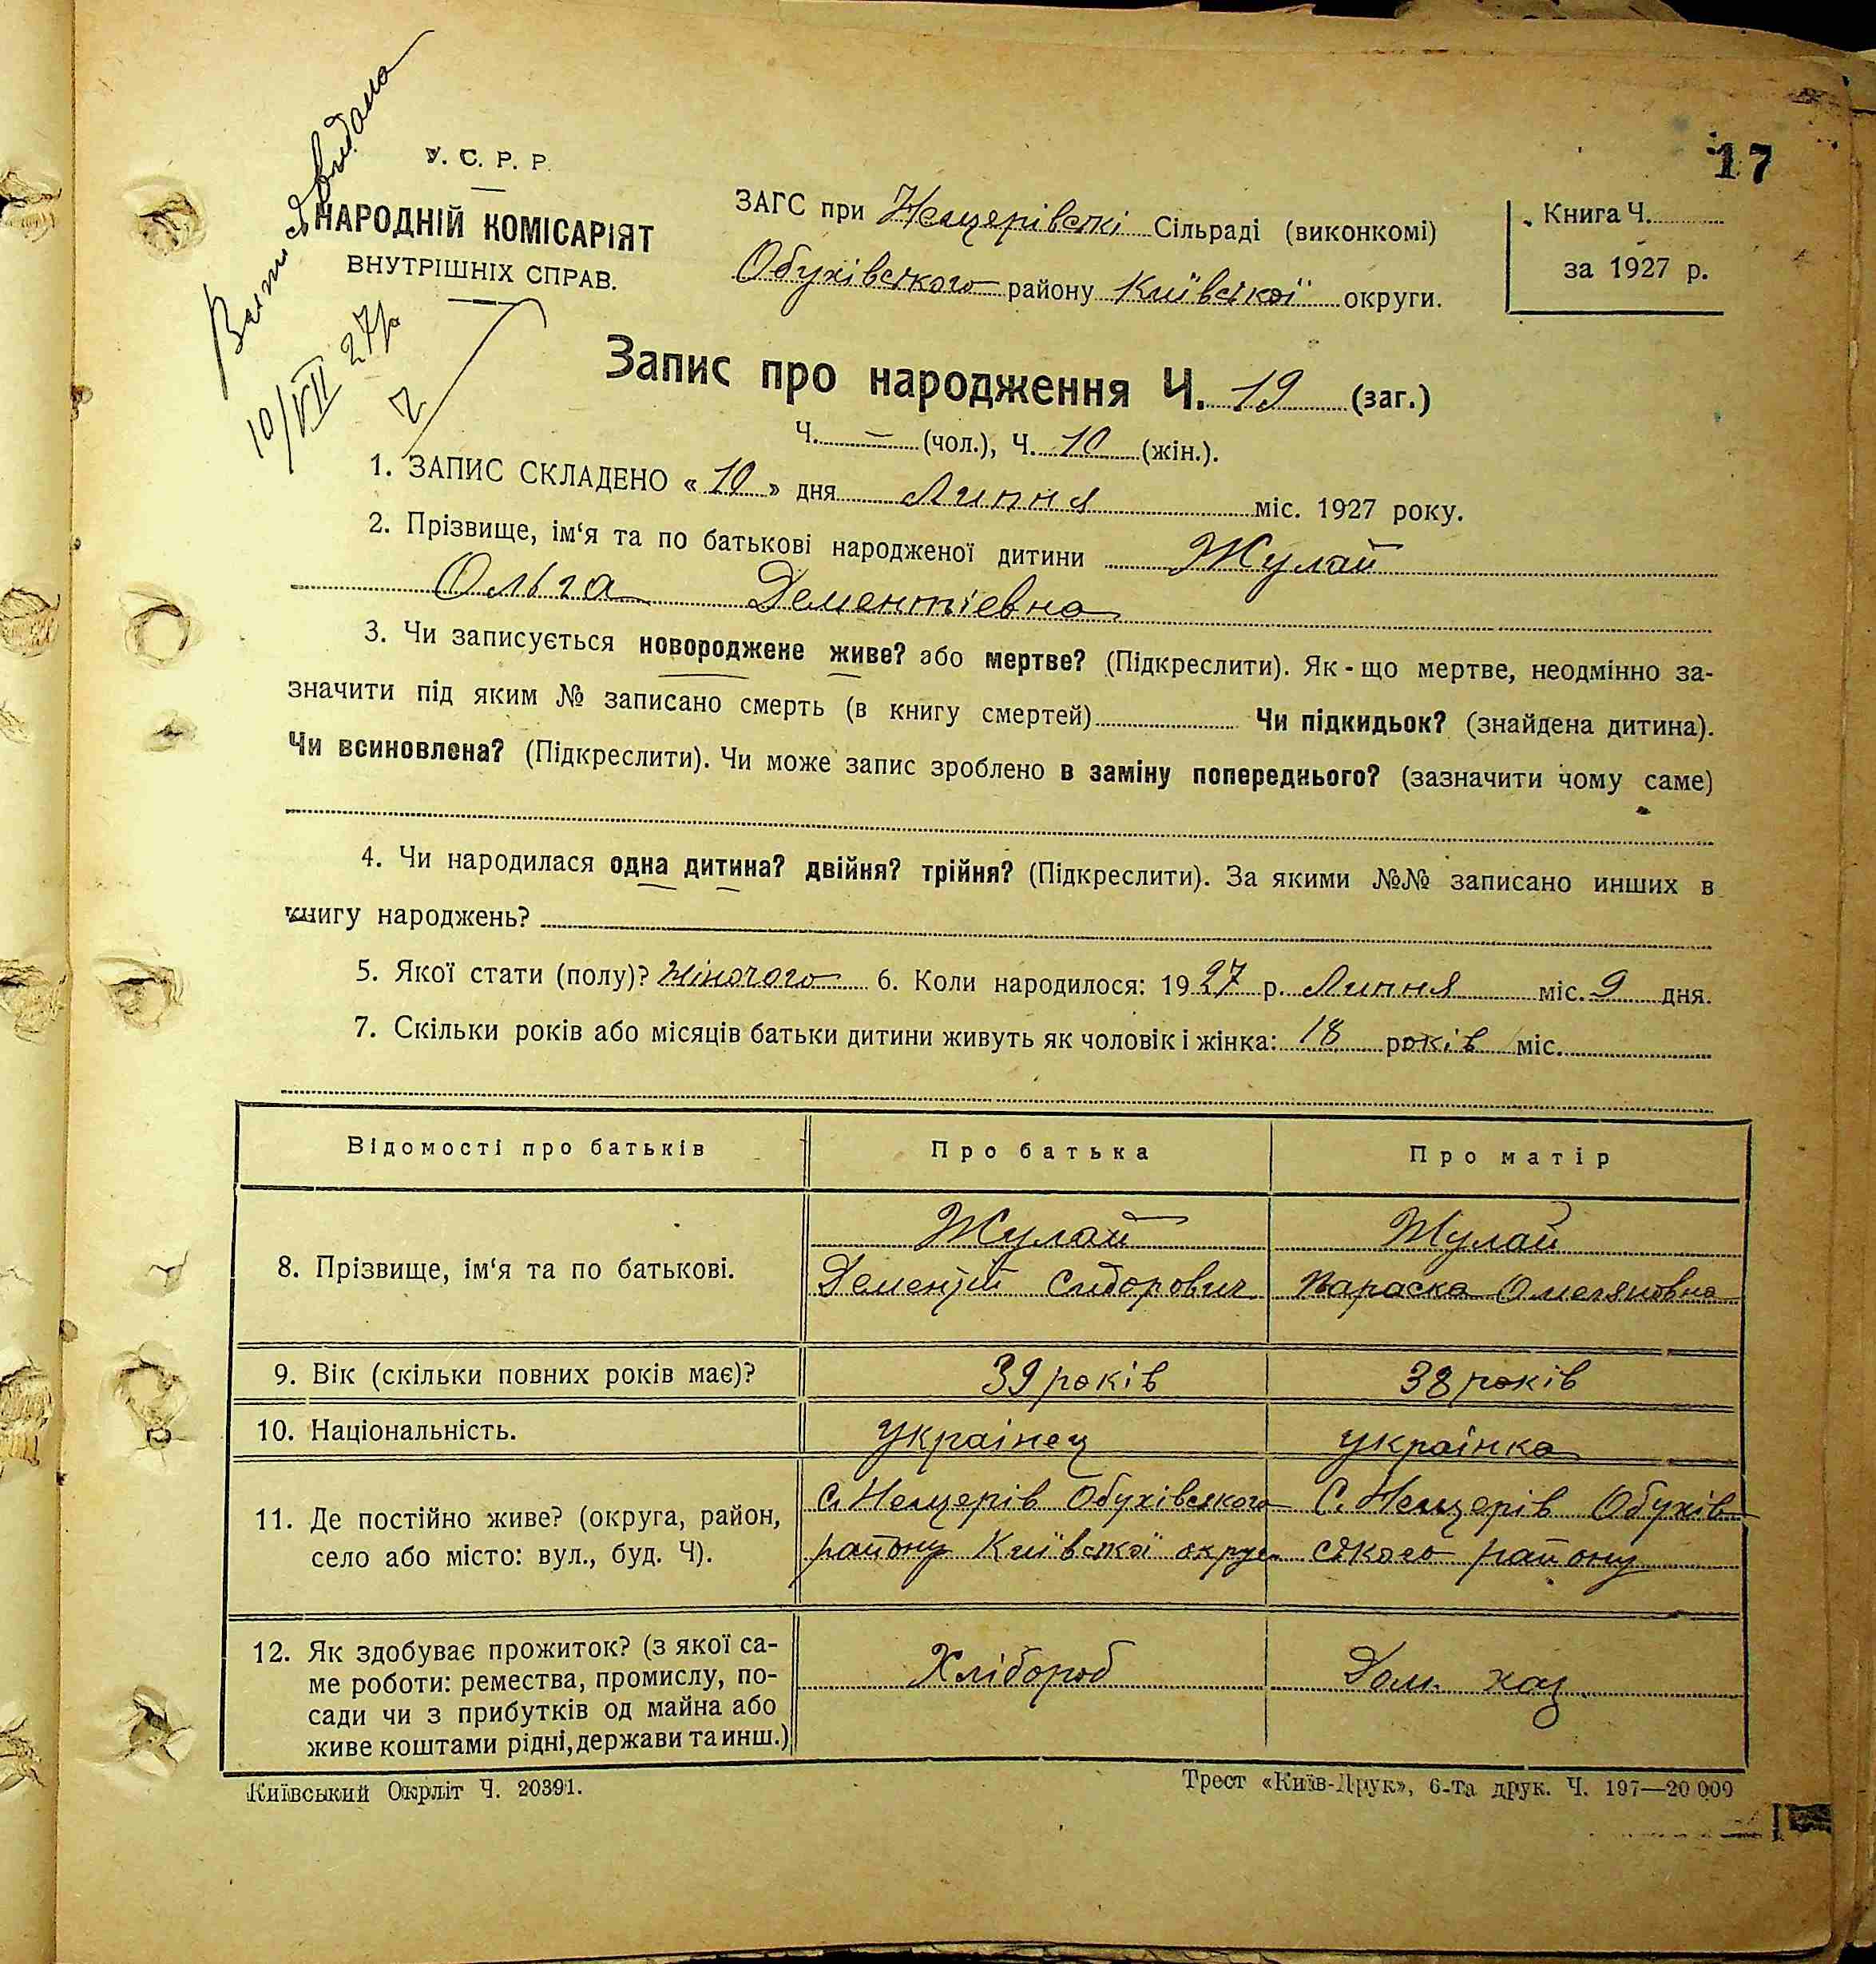 17
У. С. Р. Р.
НАРОДНІЙ КОМІСАРІЯТ
ВНУТРІШНІХ СПРАВ.
видано
10/VII 27р
ЗАГС при Нещерівскі Сільраді (виконкомі)
Обухівського району Київської округи.
Книга Ч.
за 1927 р.
Запис про народження Ч. 19 (заг.)
Ч. — (чол.), Ч. 10 (жін.).
1. ЗАПИС СКЛАДЕНО « 10 » дня Липня міс. 1927 року.
2. Прізвище, ім‘я та по батькові народженої дитини Жулай
Ольга Дементіевна
3. Чи записується новороджене живе? або мертве? (Підкреслити). Як-що мертве, неодмінно за-
значити під яким № записано смерть (в книгу смертей) Чи підкидьок? (знайдена дитина).
Чи всиновлена? (Підкреслити). Чи може запис зроблено в заміну попереднього? (зазначити чому саме)
4. Чи народилася одна дитина? двійня? трійня? (Підкреслити). За якими №№ записано инших в
книгу народжень?
5. Якої стати (полу)? жіночого 6. Коли народилося: 1927 р. Липня міс. 9 дня.
7. Скільки років або місяців батьки дитини живуть як чоловік і жінка: 18 років міс.
Відомості про батьків Про батька Про матір
8. Прізвище, ім‘я та по батькові.
Жулай
Сидорович
Жулай
Параска Омеляновна
9. Вік (скільки повних років має)? 39 років 38 років
10. Національність. украінец украінка
11. Де постійно живе? (округа, район,
село або місто: вул., буд. Ч).
С. Нещерів Обухівского
району Київскої округи
С. Нещерів Обухів
ского району
12. Як здобуває прожиток? (з якої са-
ме роботи: ремества, промислу, по-
сади чи з прибутків од майна або
живе коштами рідні, держави та инш.)
Хлібороб
Дом. хоз
Київський Окрліт Ч. 20391.
Трест «Київ-Друк», 6-та друк. Ч. 197—20 000